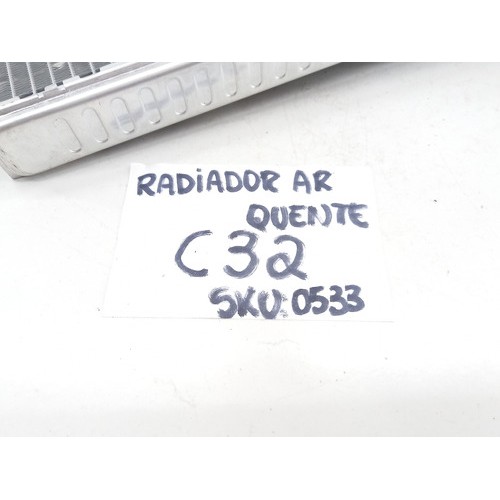 RADIADOR AR
QUENTE
C32
SKU:0533